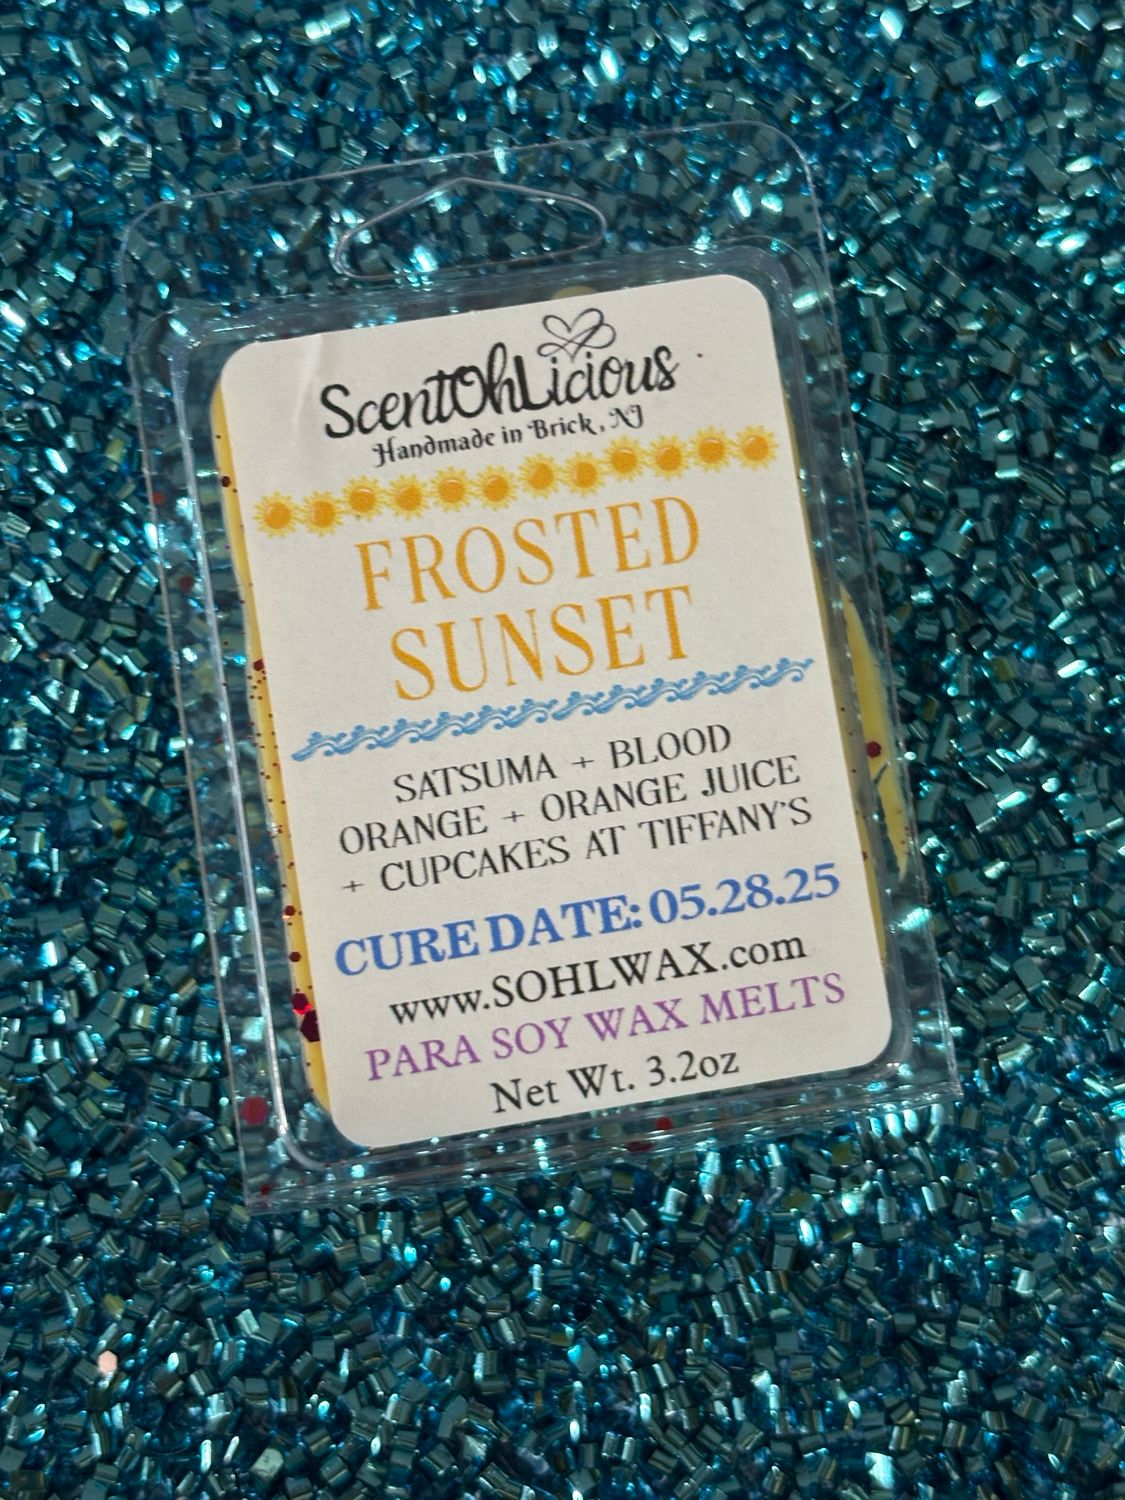 ScentOhLicious
Handmade in Brick, NJ
FROSTED
SUNSET
SATSUMA + BLOOD
ORANGE + ORANGE JUICE
+ CUPCAKES AT TIFFANY'S
CURE DATE: 05.28.25
www.SOHLWAX.com
PARA SOY WAX MELTS
Net Wt. 3.2oz